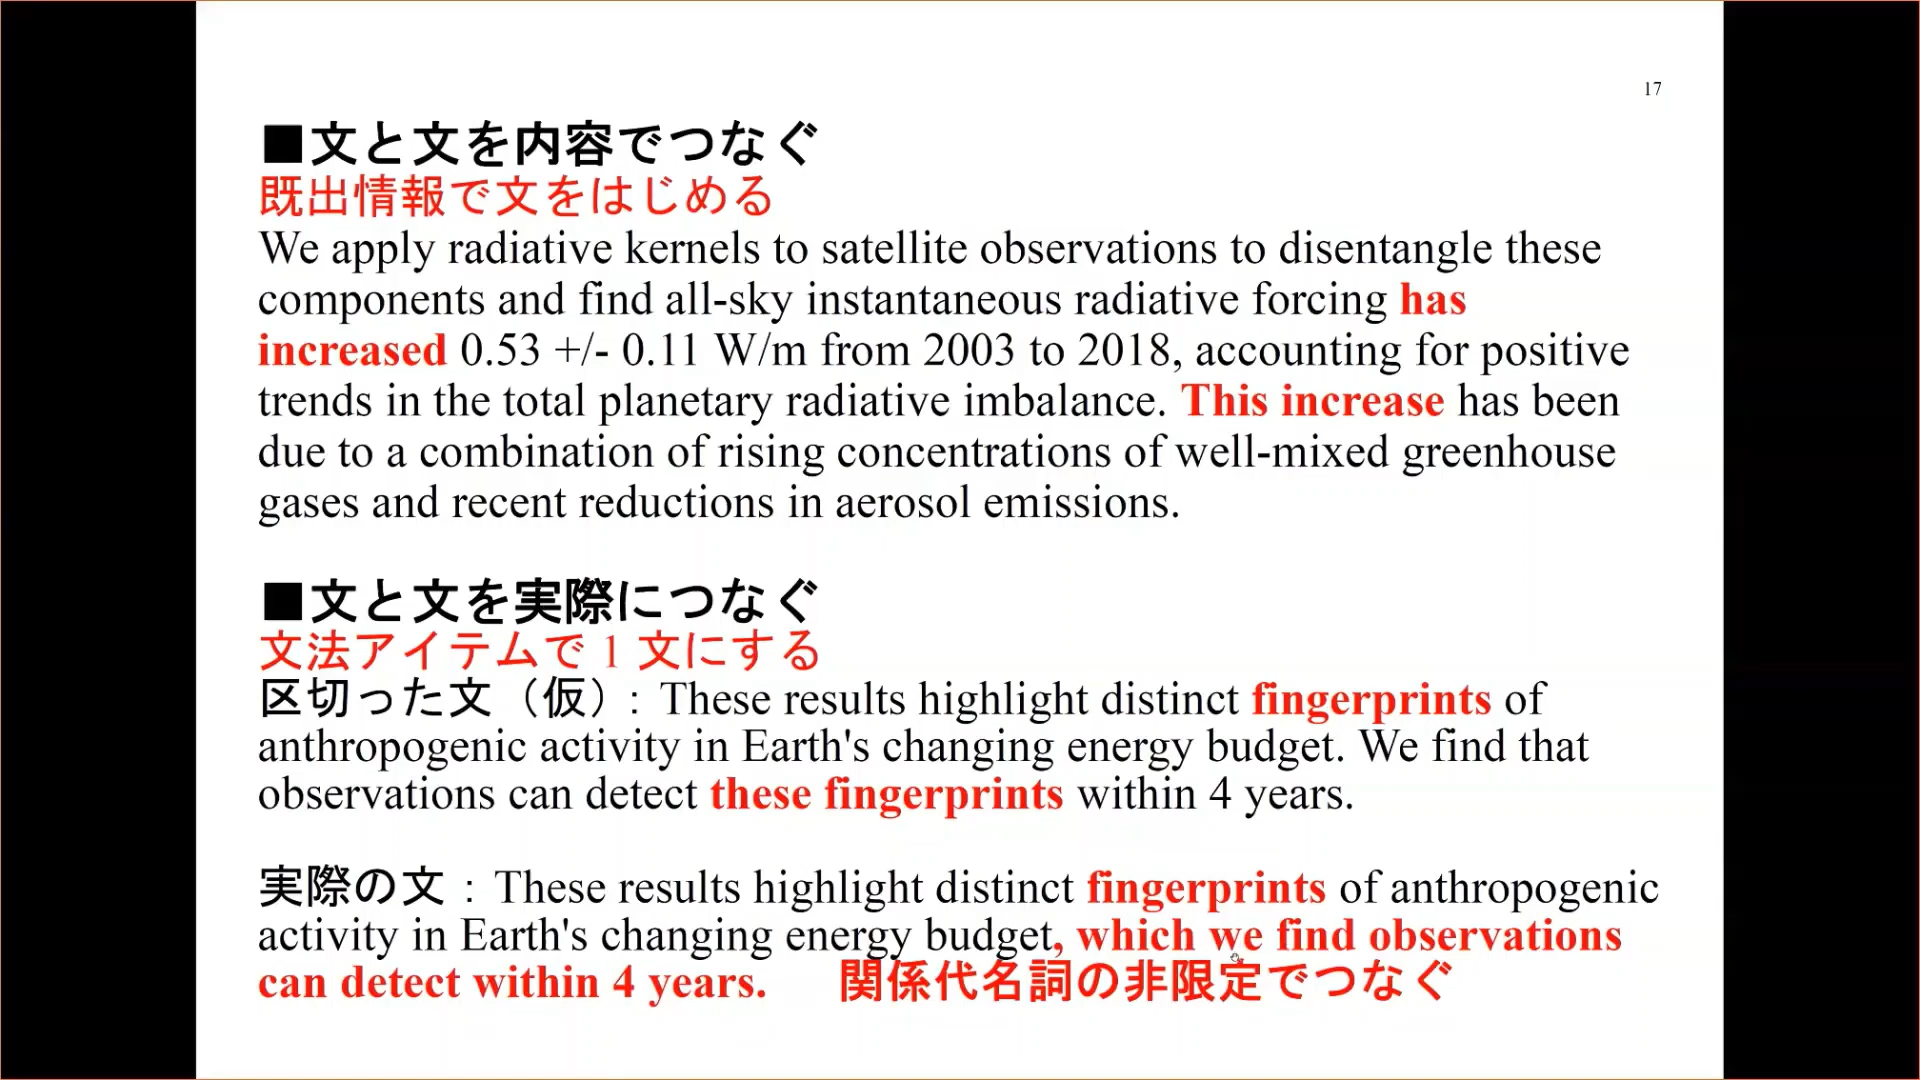 17
■文と文を内容でつなぐ
既出情報で文をはじめる
We apply radiative kernels to satellite observations to disentangle these
components and find all-sky instantaneous radiative forcing has
increased 0.53 +/- 0.11 W/m from 2003 to 2018, accounting for positive
trends in the total planetary radiative imbalance. This increase has been
due to a combination of rising concentrations of well-mixed greenhouse
gases and recent reductions in aerosol emissions.
■文と文を実際につなぐ
文法アイテムで 1 文にする
区切った文（仪）: These results highlight distinct fingerprints of
anthropogenic activity in Earth's changing energy budget. We find that
observations can detect these fingerprints within 4 years.
実際の文：These results highlight distinct fingerprints of anthropogenic
activity in Earth's changing energy budget, which we find observations
can detect within 4 years. 関係代名詞の非限定でつなぐ